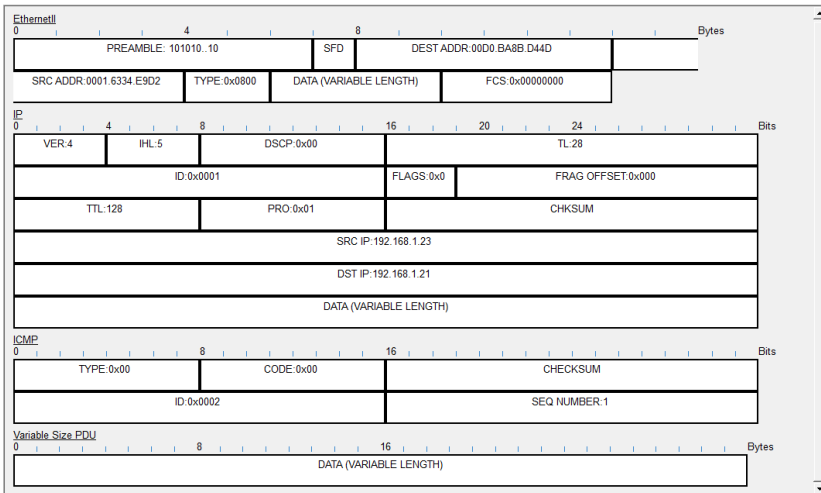 EthernetII
0 4 8 Bytes
PREAMBLE: 101010..10 SFD DEST ADDR:00D0.BA8B.D44D
SRC ADDR:0001.6334.E9D2 TYPE:0x0800 DATA (VARIABLE LENGTH) FCS:0x00000000
IP
0 4 8 16 20 24 Bits
VER:4 IHL:5 DSCP:0x00 TL:28
ID:0x0001 FLAGS:0x0 FRAG OFFSET:0x000
TTL:128 PRO:0x01 CHKSUM
SRC IP:192.168.1.23
DST IP:192.168.1.21
DATA (VARIABLE LENGTH)
ICMP
0 8 16 Bits
TYPE:0x00 CODE:0x00 CHECKSUM
ID:0x0002 SEQ NUMBER:1
Variable Size PDU
0 8 16 Bytes
DATA (VARIABLE LENGTH)